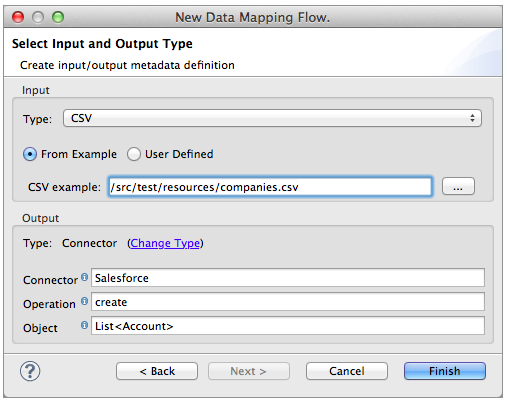 New Data Mapping Flow.
Select Input and Output Type
Create input/output metadata definition
Input
Type: CSV
From Example User Defined
CSV example: /src/test/resources/companies.csv ...
Output
Type: Connector (Change Type)
Connector Salesforce
Operation create
Object List<Account>
? < Back Next > Cancel Finish